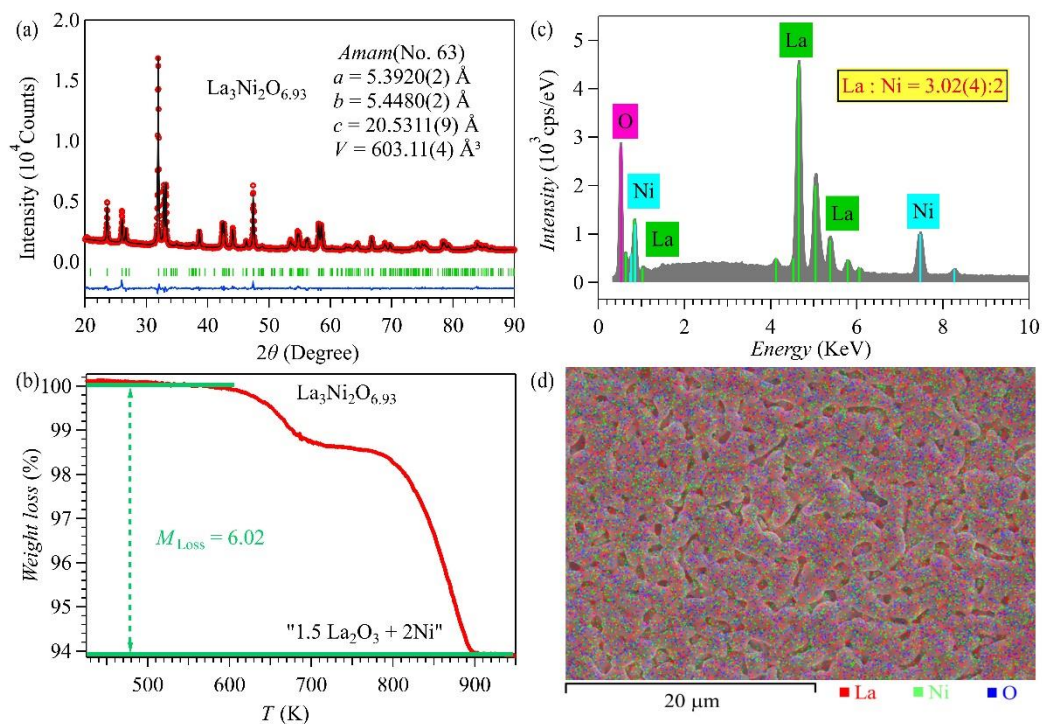 (a)
Intensity (10⁴Counts)
2.0
1.5
1.0
0.5
0.0
La₃Ni₂O₆.₉₃
Amam(No. 63)
a = 5.3920(2) Å
b = 5.4480(2) Å
c = 20.5311(9) Å
V = 603.11(4) Å³
20 30 40 50 60 70 80 90
2θ (Degree)
(c)
Intensity (10³cps/eV)
5
4
3
2
1
0
O
Ni
La
La
La
Ni
La : Ni = 3.02(4):2
0 2 4 6 8 10
Energy (KeV)
(b)
Weight loss (%)
100
99
98
97
96
95
94
La₃Ni₂O₆.₉₃
M Loss = 6.02
"1.5 La₂O₃ + 2Ni"
500 600 700 800 900
T (K)
(d)
20 μm
La Ni O